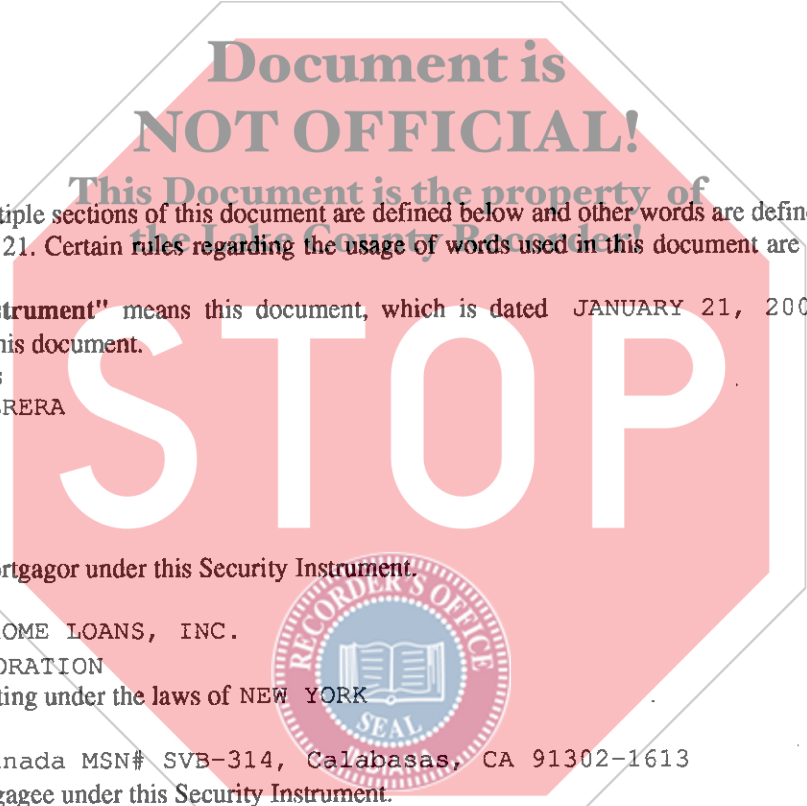 Document is
NOT OFFICIAL!
This Document is the property of
the Lake County Recorder!
tiple sections of this document are defined below and other words are define
21. Certain rules regarding the usage of words used in this document are
strument" means this document, which is dated JANUARY 21, 200
his document.
RERA
STOP
rtgagor under this Security Instrument.
OME LOANS, INC.
ORATION
ting under the laws of NEW YORK
nada MSN# SVB-314, Calabasas, CA 91302-1613
gagee under this Security Instrument.
RECORDER'S OFFICE
SEAL
INDIANA